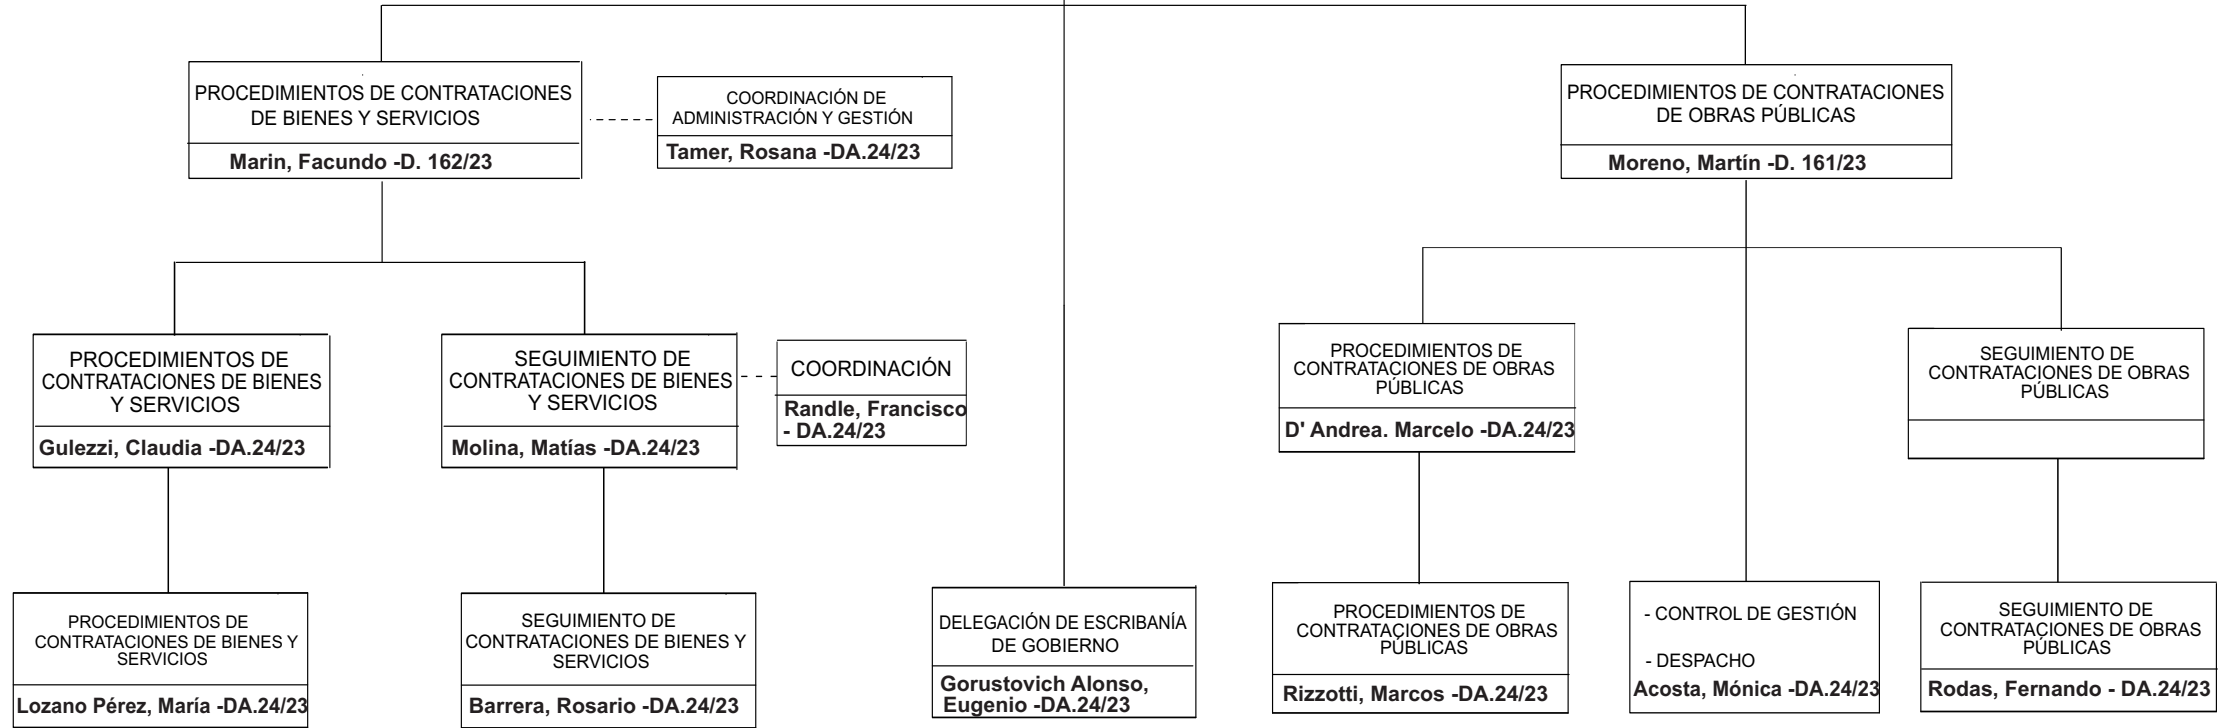 PROCEDIMIENTOS DE CONTRATACIONES
DE BIENES Y SERVICIOS
Marin, Facundo -D. 162/23
COORDINACIÓN DE
ADMINISTRACIÓN Y GESTIÓN
Tamer, Rosana -DA.24/23
PROCEDIMIENTOS DE CONTRATACIONES
DE OBRAS PÚBLICAS
Moreno, Martín -D. 161/23
PROCEDIMIENTOS DE
CONTRATACIONES DE BIENES
Y SERVICIOS
Gulezzi, Claudia -DA.24/23
SEGUIMIENTO DE
CONTRATACIONES DE BIENES
Y SERVICIOS
Molina, Matías -DA.24/23
COORDINACIÓN
Randle, Francisco
- DA.24/23
PROCEDIMIENTOS DE
CONTRATACIONES DE OBRAS
PÚBLICAS
D' Andrea. Marcelo -DA.24/23
SEGUIMIENTO DE
CONTRATACIONES DE OBRAS
PÚBLICAS
PROCEDIMIENTOS DE
CONTRATACIONES DE BIENES Y
SERVICIOS
Lozano Pérez, María -DA.24/23
SEGUIMIENTO DE
CONTRATACIONES DE BIENES Y
SERVICIOS
Barrera, Rosario -DA.24/23
DELEGACIÓN DE ESCRIBANÍA
DE GOBIERNO
Gorustovich Alonso,
Eugenio -DA.24/23
PROCEDIMIENTOS DE
CONTRATACIONES DE OBRAS
PÚBLICAS
Rizzotti, Marcos -DA.24/23
- CONTROL DE GESTIÓN
- DESPACHO
Acosta, Mónica -DA.24/23
SEGUIMIENTO DE
CONTRATACIONES DE OBRAS
PÚBLICAS
Rodas, Fernando - DA.24/23